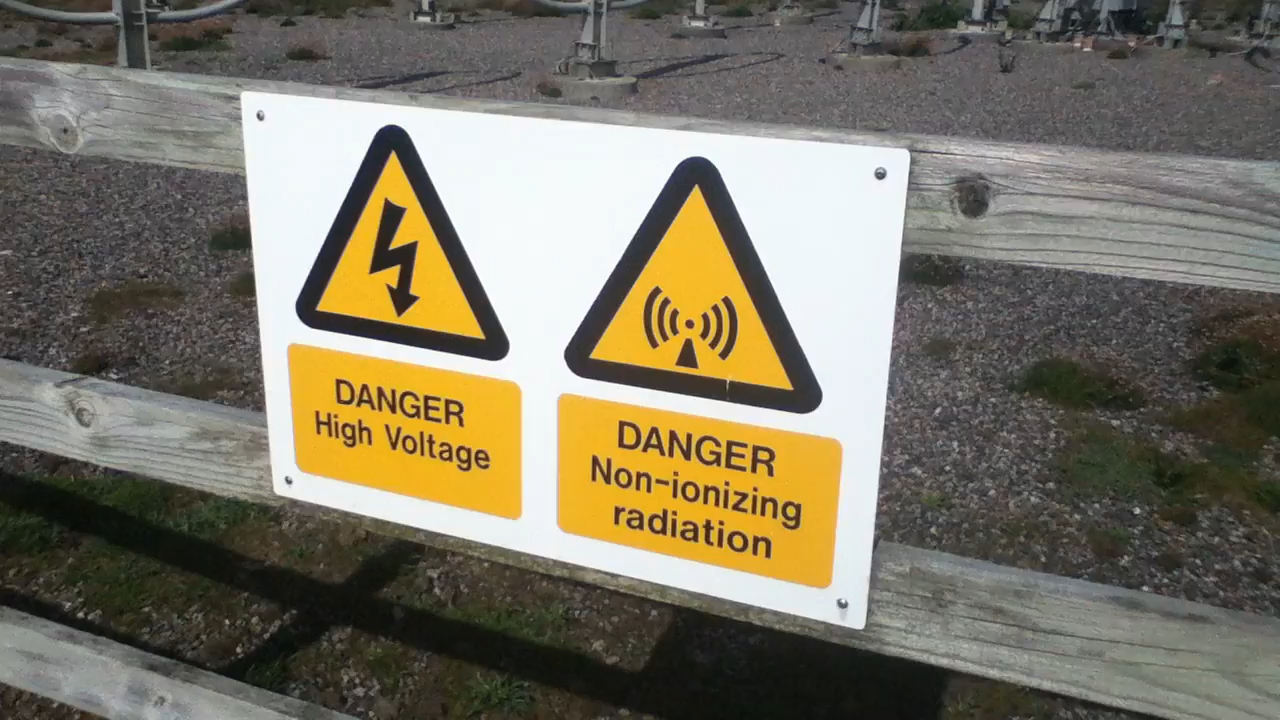 DANGER
High Voltage
DANGER
Non-ionizing
radiation